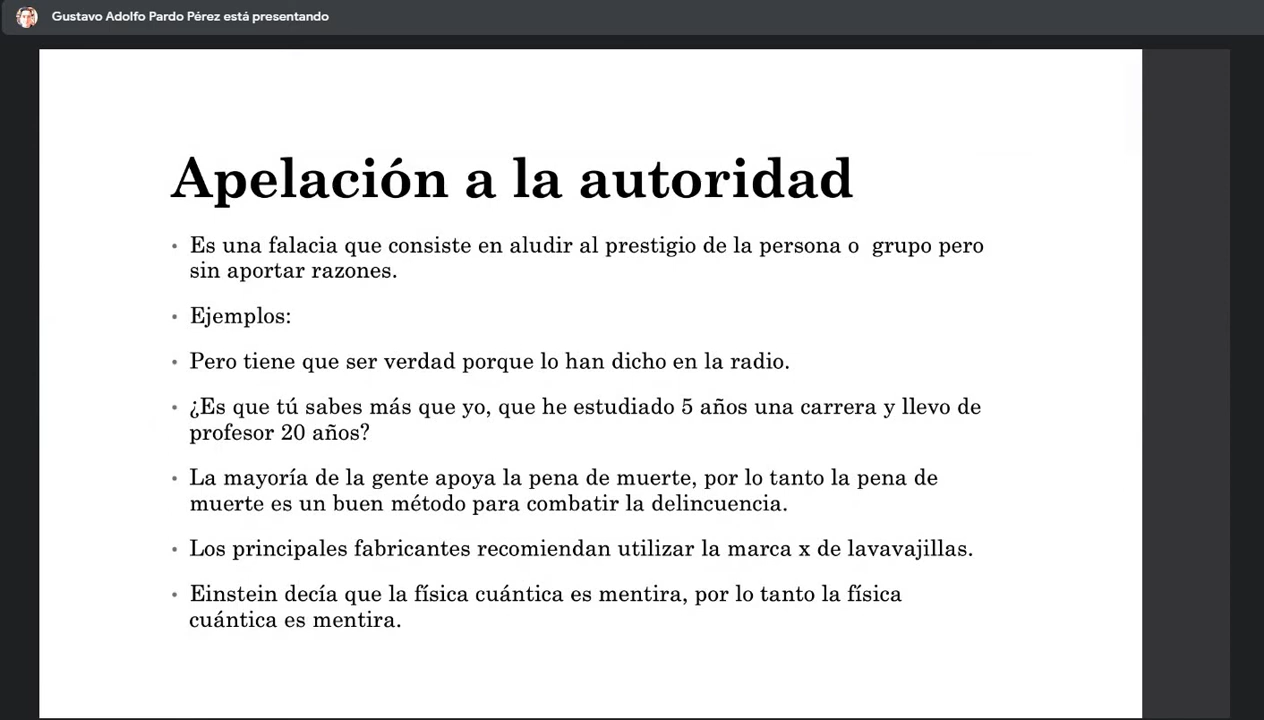 Gustavo Adolfo Pardo Pérez está presentando
Apelación a la autoridad
• Es una falacia que consiste en aludir al prestigio de la persona o grupo pero
sin aportar razones.
• Ejemplos:
• Pero tiene que ser verdad porque lo han dicho en la radio.
• ¿Es que tú sabes más que yo, que he estudiado 5 años una carrera y llevo de
profesor 20 años?
• La mayoría de la gente apoya la pena de muerte, por lo tanto la pena de
muerte es un buen método para combatir la delincuencia.
• Los principales fabricantes recomiendan utilizar la marca x de lavavajillas.
• Einstein decía que la física cuántica es mentira, por lo tanto la física
cuántica es mentira.